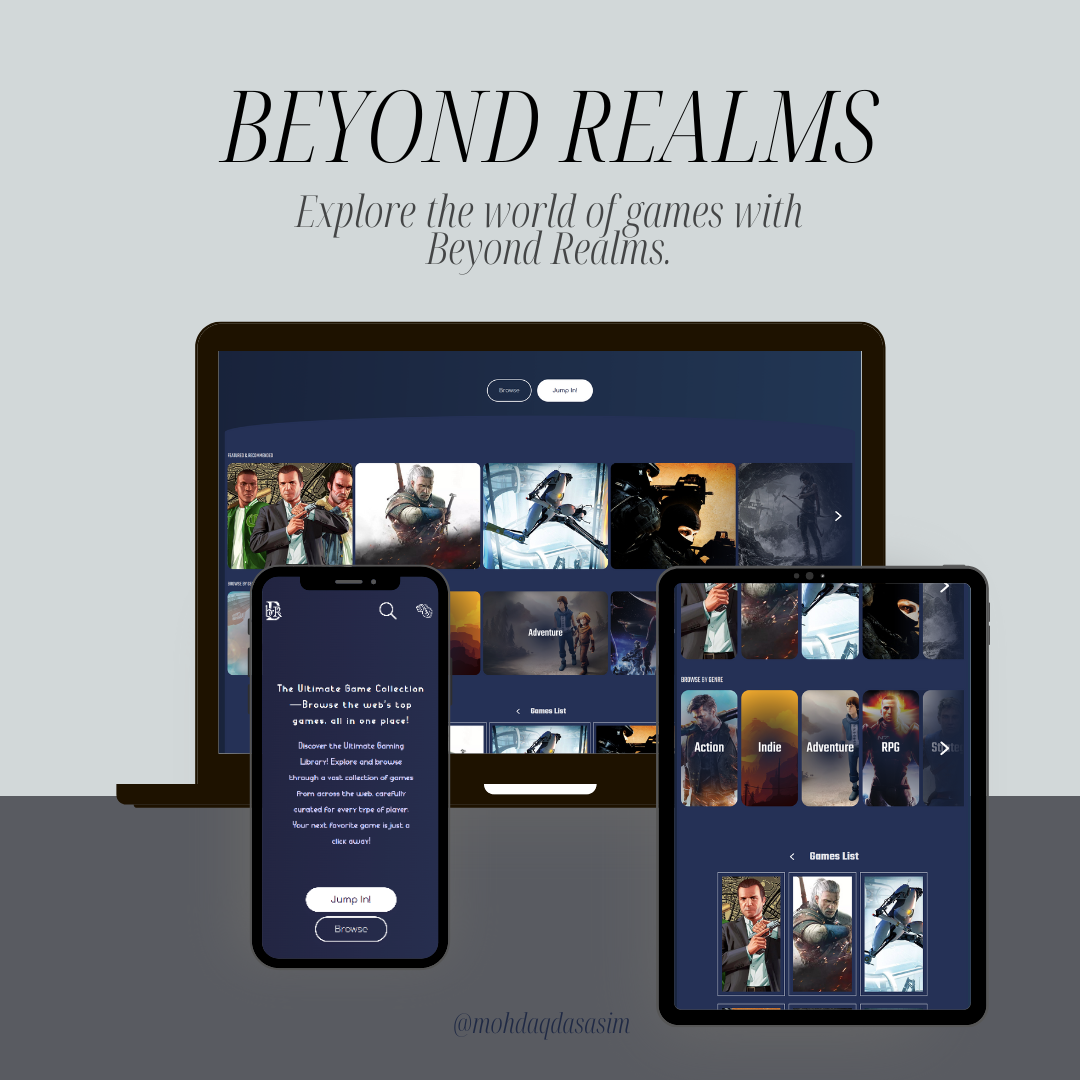 BEYOND REALMS
Explore the world of games with
Beyond Realms.
Browse
Jump In!
FEATURED & RECOMMENDED
BROWSE BY GE
Adventure
Games List
The Ultimate Game Collection
—Browse the web's top
games, all in one place!
Discover the Ultimate Gaming
Library! Explore and browse
through a vast collection of games
from across the web, carefully
curated for every type of player.
Your next favorite game is just a
click away!
Jump In!
Browse
BROWSE BY GENRE
Action
Indie
Adventure
RPG
Games List
@mohdaqdasasim